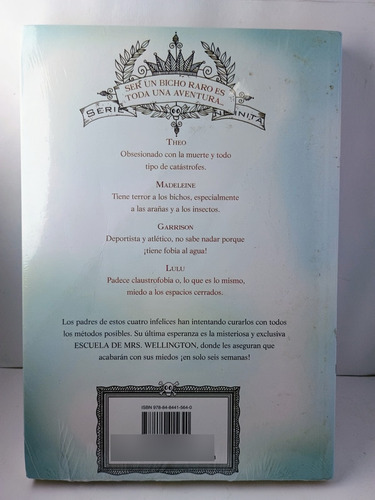 SER UN BICHO RARO ES
TODA UNA AVENTURA...
SERIE
INITA
THEO
Obsesionado con la muerte y todo
tipo de catástrofes.
MADELEINE
Tiene terror a los bichos, especialmente
a las arañas y a los insectos.
GARRISON
Deportista y atlético, no sabe nadar porque
¡tiene fobia al agua!
LULU
Padece claustrofobia o, lo que es lo mismo,
miedo a los espacios cerrados.
Los padres de estos cuatro infelices han intentando curarlos con todos
los métodos posibles. Su última esperanza es la misteriosa y exclusiva
ESCUELA DE MRS. WELLINGTON, donde les aseguran que
acabarán con sus miedos ¡en solo seis semanas!
ISBN 978-84-8441-564-0